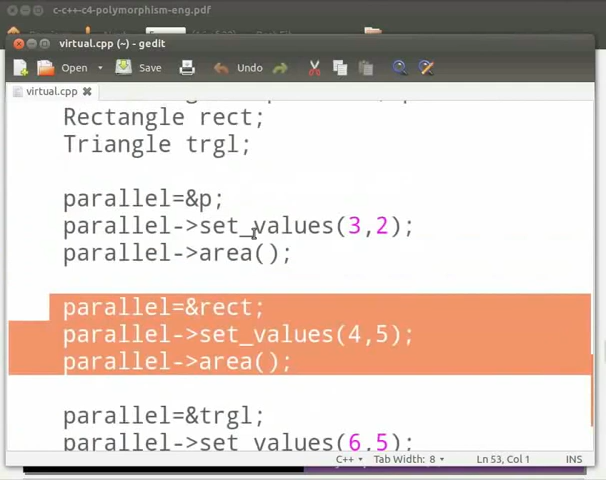 c-c++-c4-polymorphism-eng.pdf
virtual.cpp (~) - gedit
Open Save Undo
virtual.cpp
Rectangle rect;
Triangle trgl;
parallel=&p;
parallel->set_values(3,2);
parallel->area();
parallel=&rect;
parallel->set_values(4,5);
parallel->area();
parallel=&trgl;
parallel->set_values(6,5);
C++ Tab Width: 8 Ln 53, Col 1 INS